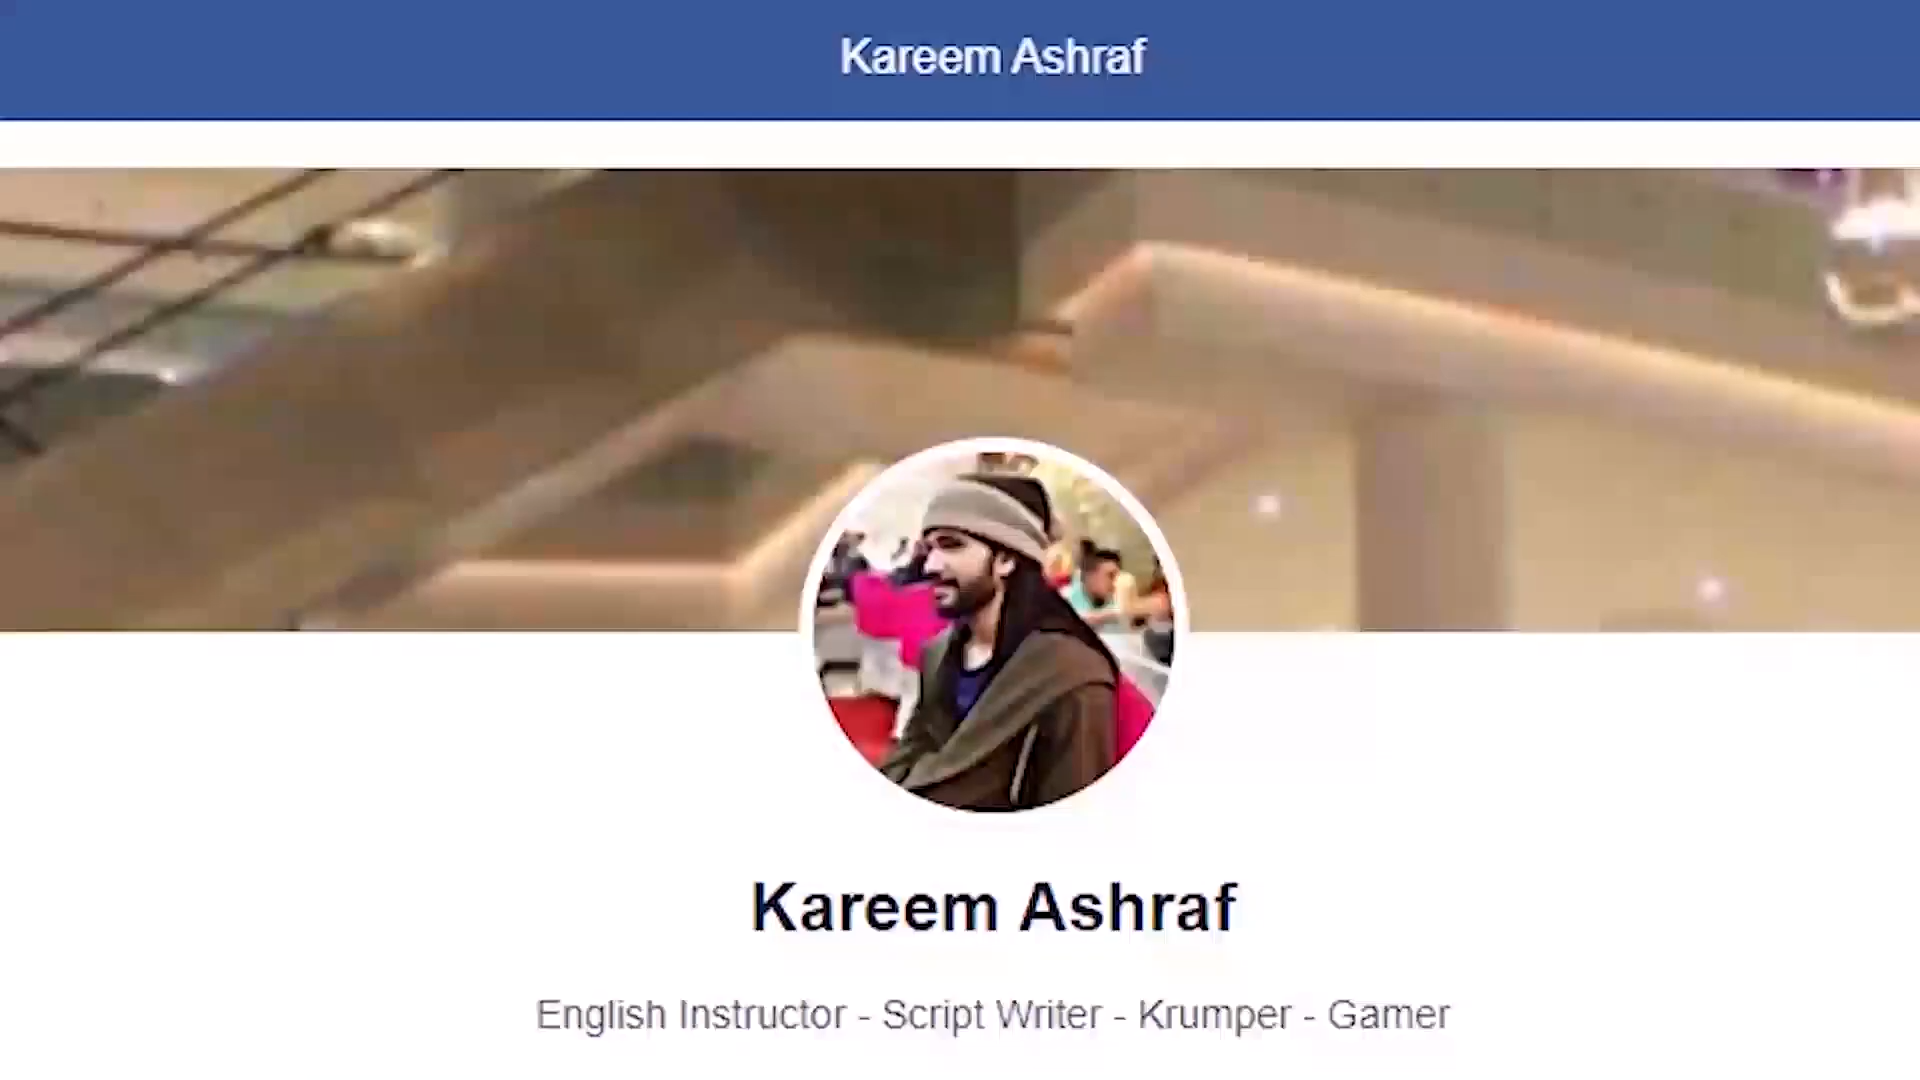 Kareem Ashraf
Kareem Ashraf
English Instructor - Script Writer - Krumper - Gamer